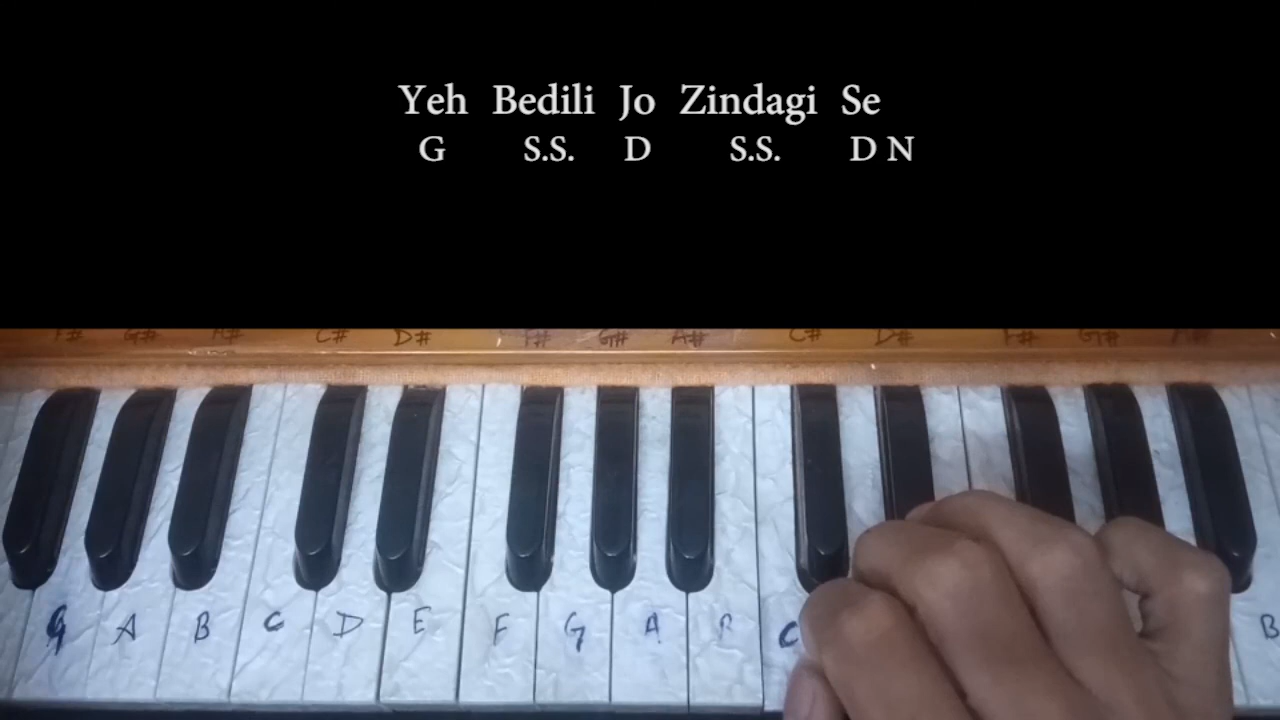 Yeh Bedili Jo Zindagi Se
G S.S. D S.S. D N
F# G# A# C# D# F# G# A# C# D# F# G# A#
G A B C D E F G A B C B